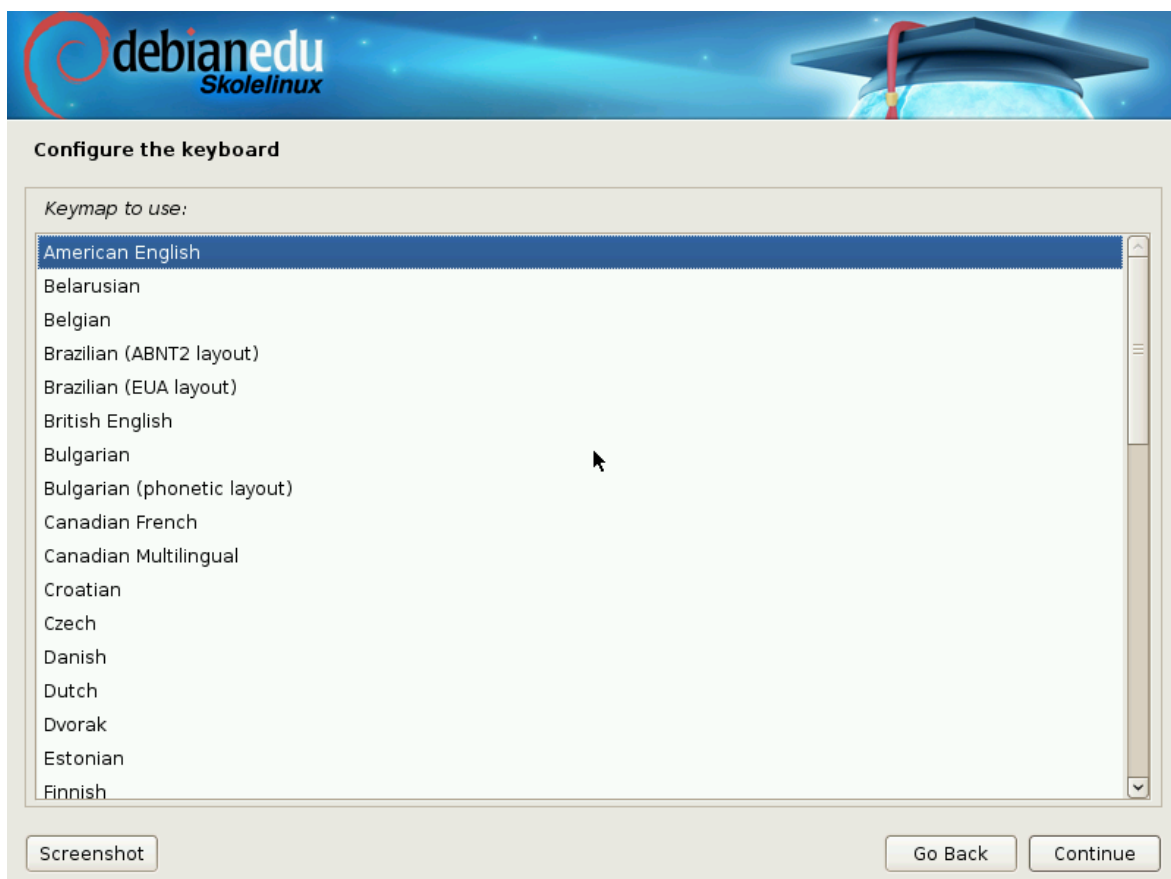 debianedu
Skolelinux
Configure the keyboard
Keymap to use:
American English
Belarusian
Belgian
Brazilian (ABNT2 layout)
Brazilian (EUA layout)
British English
Bulgarian
Bulgarian (phonetic layout)
Canadian French
Canadian Multilingual
Croatian
Czech
Danish
Dutch
Dvorak
Estonian
Finnish
Screenshot Go Back Continue